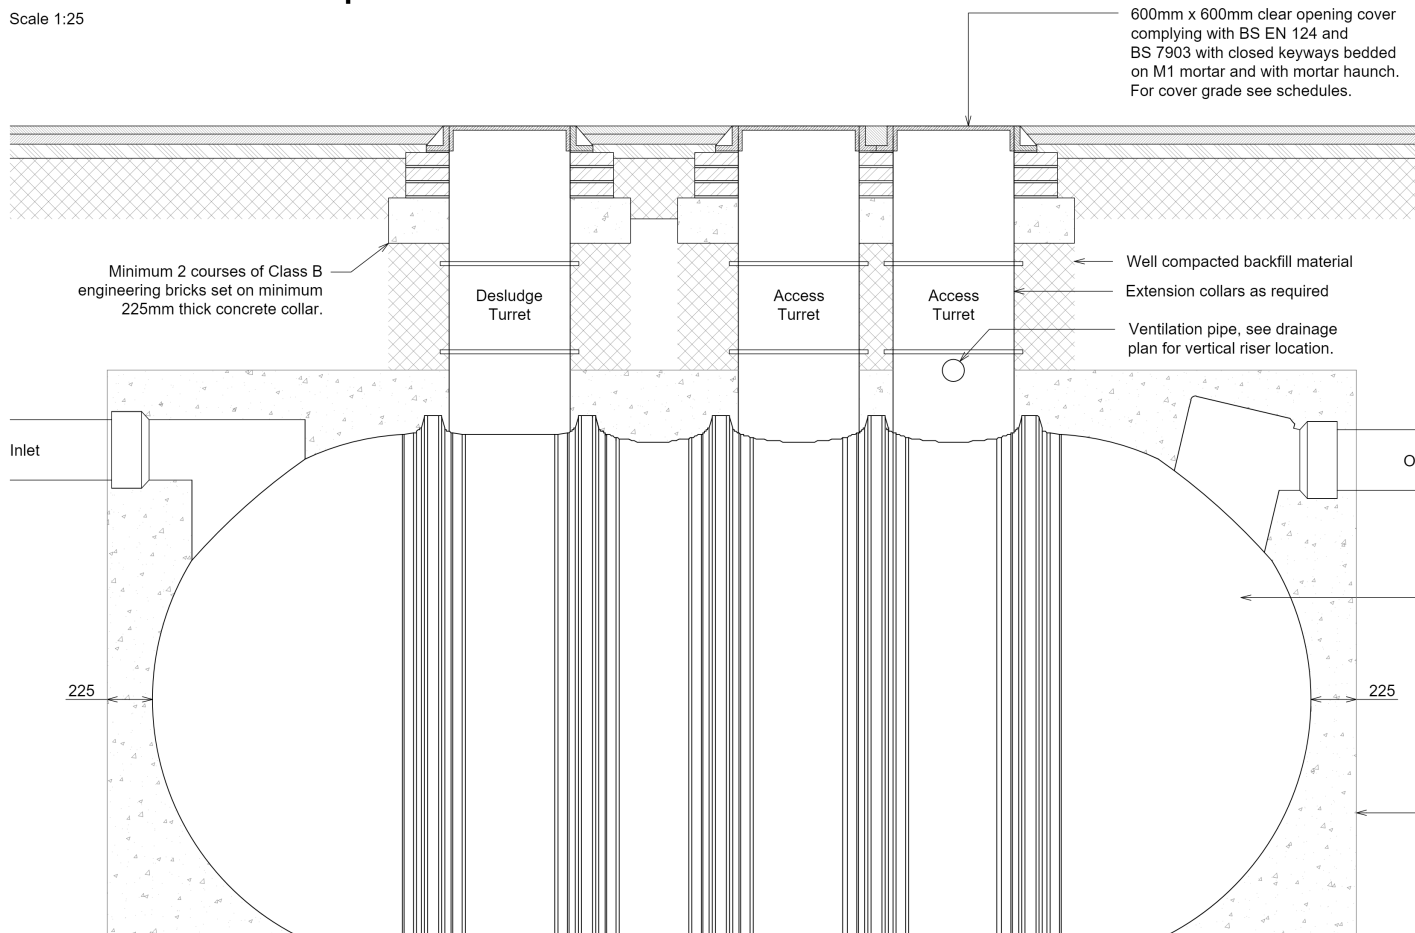 Scale 1:25
600mm x 600mm clear opening cover
complying with BS EN 124 and
BS 7903 with closed keyways bedded
on M1 mortar and with mortar haunch.
For cover grade see schedules.
Minimum 2 courses of Class B
engineering bricks set on minimum
225mm thick concrete collar.
Desludge
Turret
Access
Turret
Access
Turret
Well compacted backfill material
Extension collars as required
Ventilation pipe, see drainage
plan for vertical riser location.
Inlet
225
225